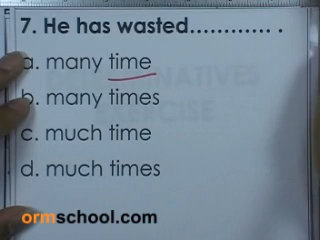 7. He has wasted............ .
a. many time
b. many times
c. much time
d. much times
ormschool.com